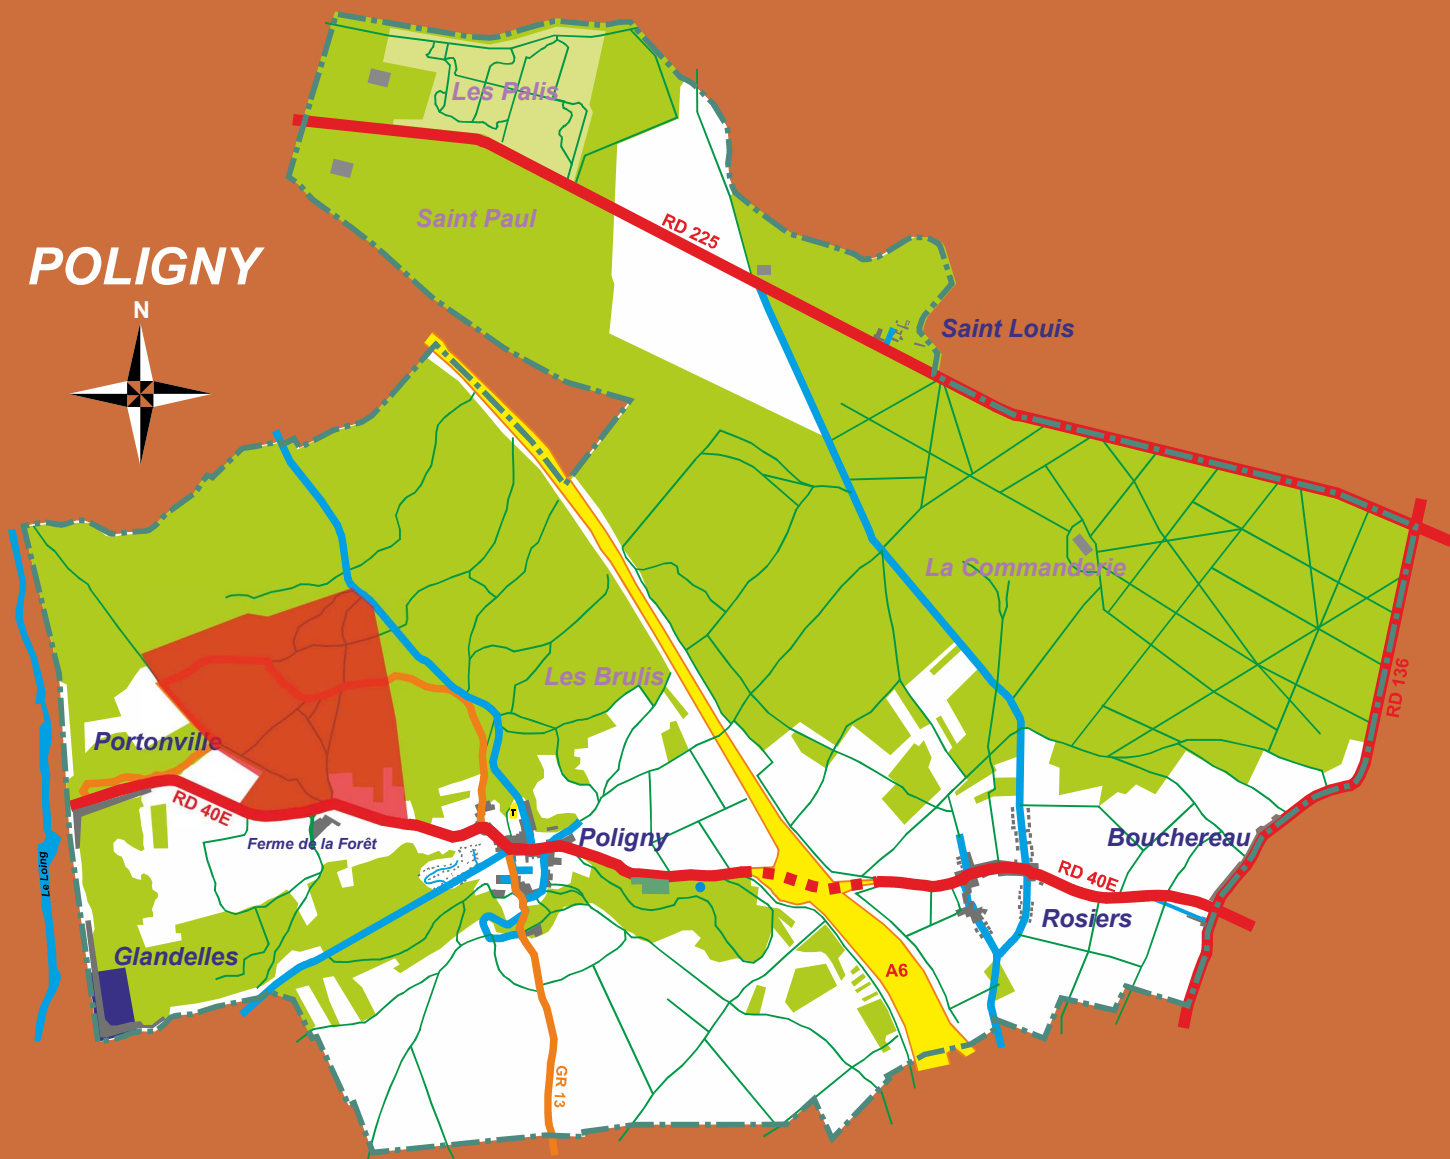 Les Palis
Saint Paul
RD 225
POLIGNY
N
Saint Louis
La Commanderie
Les Brulis
RD 136
Portonville
RD 40E
Ferme de la Forêt
T
Poligny
Bouchereau
Le Loing
RD 40E
Rosiers
Glandelles
A6
GR 13